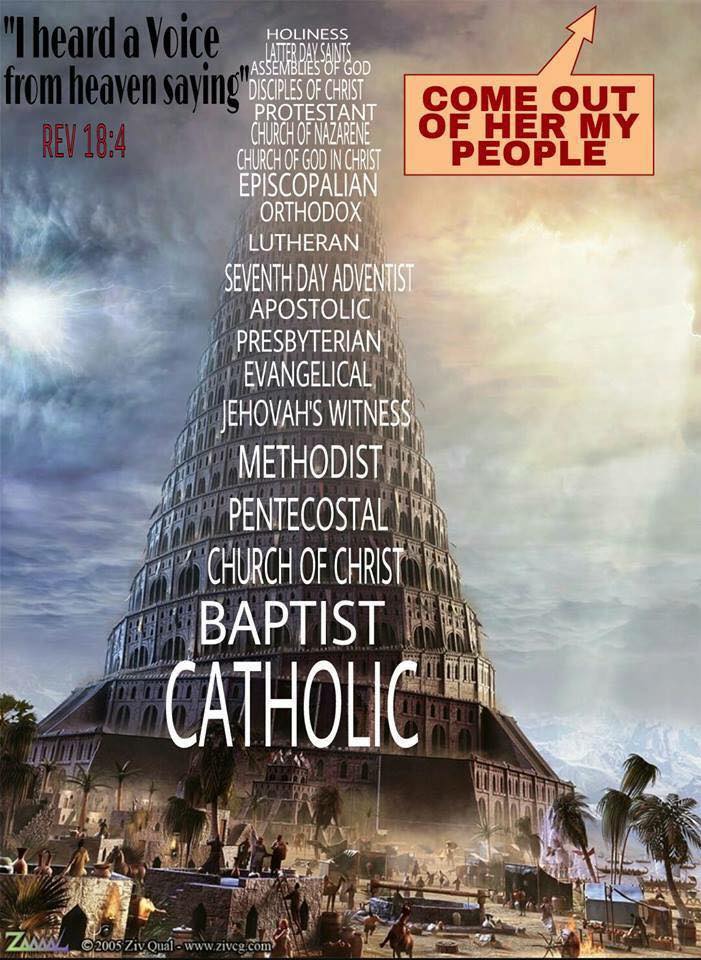 "I heard a Voice
from heaven saying"
REV 18:4
COME OUT
OF HER MY
PEOPLE
HOLINESS
LATTER DAY SAINTS
ASSEMBLIES OF GOD
DISCIPLES OF CHRIST
PROTESTANT
CHURCH OF NAZARENE
CHURCH OF GOD IN CHRIST
EPISCOPALIAN
ORTHODOX
LUTHERAN
SEVENTH DAY ADVENTIST
APOSTOLIC
PRESBYTERIAN
EVANGELICAL
JEHOVAH'S WITNESS
METHODIST
PENTECOSTAL
CHURCH OF CHRIST
BAPTIST
CATHOLIC
©2005 Ziv Qual - www.zivcg.com